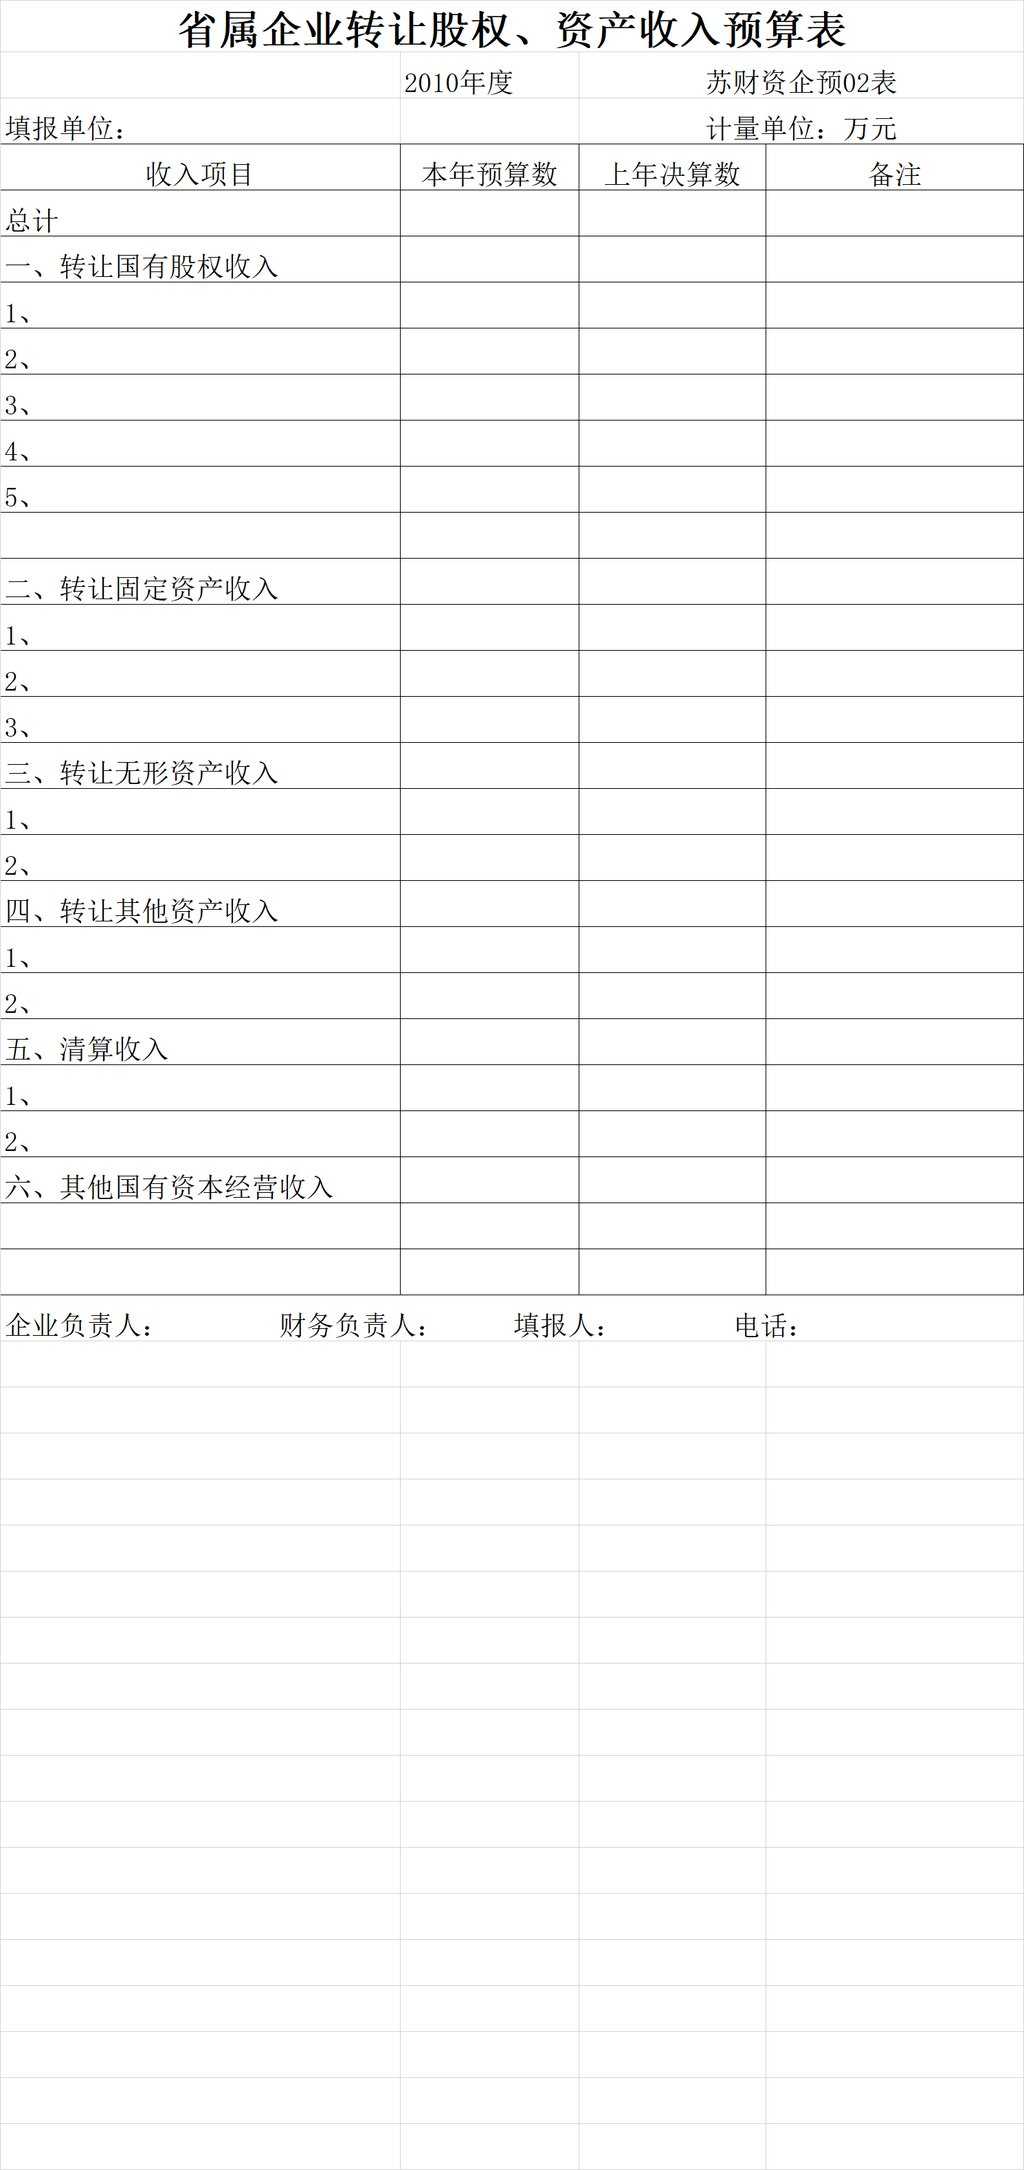 省属企业转让股权、资产收入预算表
2010年度 苏财资企预02表
填报单位： 计量单位：万元
收入项目 本年预算数 上年决算数 备注
总计
一、转让国有股权收入
1、
2、
3、
4、
5、
二、转让固定资产收入
1、
2、
3、
三、转让无形资产收入
1、
2、
四、转让其他资产收入
1、
2、
五、清算收入
1、
2、
六、其他国有资本经营收入
企业负责人： 财务负责人： 填报人： 电话：